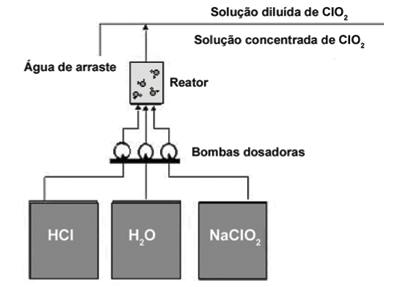 Solução diluída de ClO₂
Solução concentrada de ClO₂
Água de arraste
Reator
Bombas dosadoras
HCl
H₂O
NaClO₂